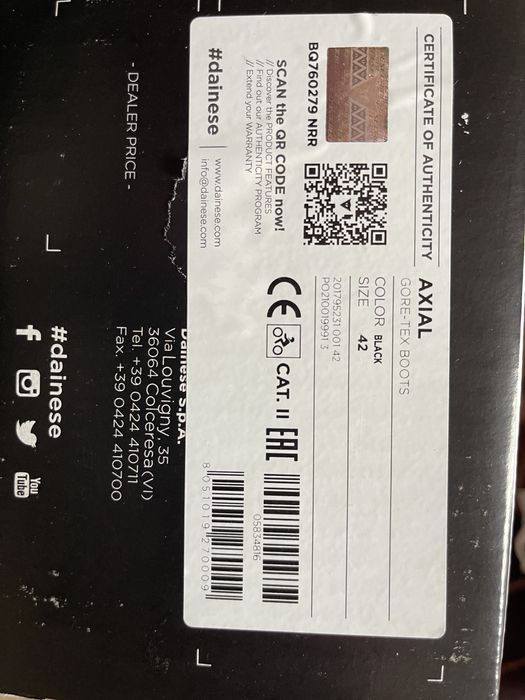 CERTIFICATE OF AUTHENTICITY
BQ760279 NRR
SCAN the QR CODE now!
// Discover the PRODUCT FEATURES
// Find out our AUTHENTICITY PROGRAM
// Extend your WARRANTY
#dainese
www.dainese.com
info@dainese.com
AXIAL
GORE-TEX BOOTS
COLOR BLACK
SIZE 42
201795231 001 42
PO2100199913
CE CAT. II EAC
05834816
8051019270009
- DEALER PRICE -
Dainese s.p.A.
Via Louvigny, 35
36064 Colceresa (VI)
Tel. +39 0424 410711
Fax. +39 0424 410700
#dainese
f
You
Tube